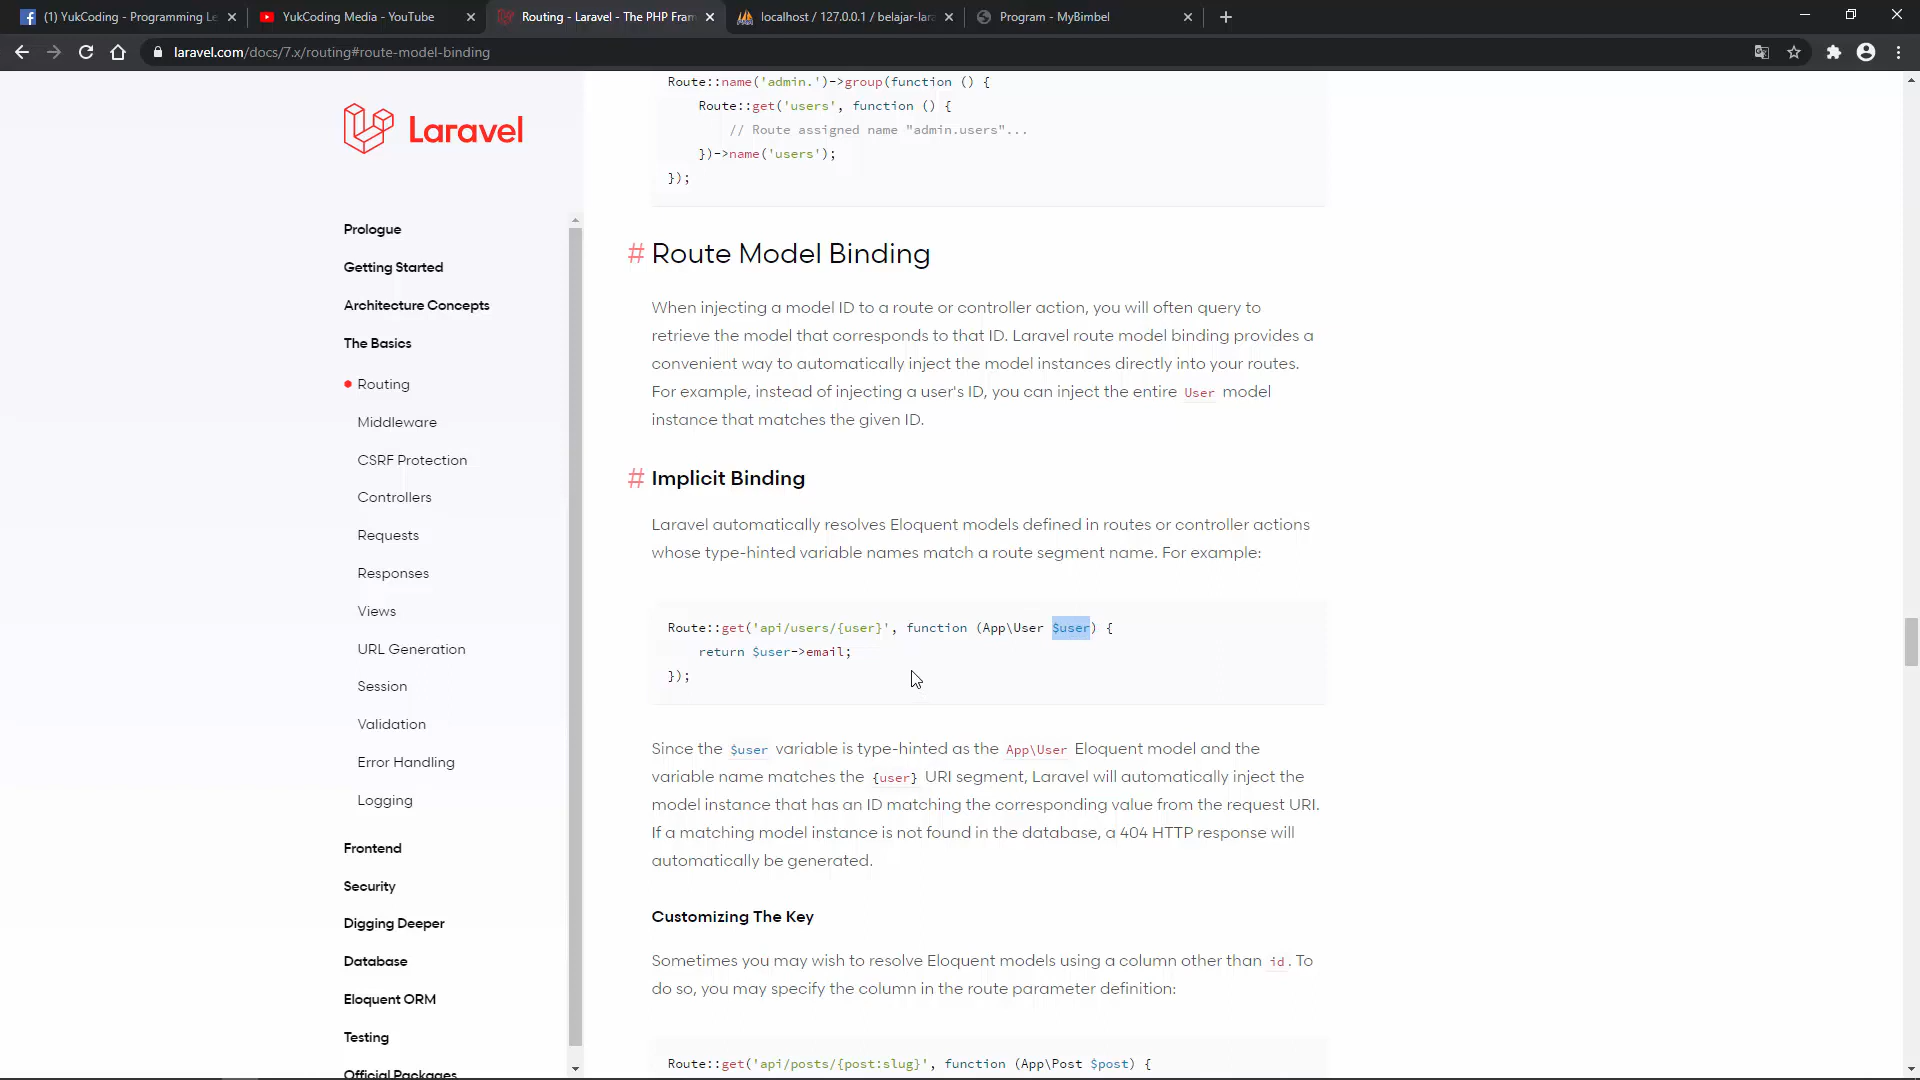 (1) YukCoding - Programming Le
YukCoding Media - YouTube
Routing - Laravel - The PHP Fram
localhost / 127.0.0.1 / belajar-lara
Program - MyBimbel
laravel.com/docs/7.x/routing#route-model-binding
Laravel
Prologue
Getting Started
Architecture Concepts
The Basics
Routing
Middleware
CSRF Protection
Controllers
Requests
Responses
Views
URL Generation
Session
Validation
Error Handling
Logging
Frontend
Security
Digging Deeper
Database
Eloquent ORM
Testing
Official Packages
Route::name('admin.')->group(function () {
Route::get('users', function () {
// Route assigned name "admin.users"...
})->name('users');
});
# Route Model Binding
When injecting a model ID to a route or controller action, you will often query to
retrieve the model that corresponds to that ID. Laravel route model binding provides a
convenient way to automatically inject the model instances directly into your routes.
For example, instead of injecting a user's ID, you can inject the entire User model
instance that matches the given ID.
# Implicit Binding
Laravel automatically resolves Eloquent models defined in routes or controller actions
whose type-hinted variable names match a route segment name. For example:
Route::get('api/users/{user}', function (App\User $user) {
return $user->email;
});
Since the $user variable is type-hinted as the App\User Eloquent model and the
variable name matches the {user} URI segment, Laravel will automatically inject the
model instance that has an ID matching the corresponding value from the request URI.
If a matching model instance is not found in the database, a 404 HTTP response will
automatically be generated.
Customizing The Key
Sometimes you may wish to resolve Eloquent models using a column other than id. To
do so, you may specify the column in the route parameter definition:
Route::get('api/posts/{post:slug}', function (App\Post $post) {